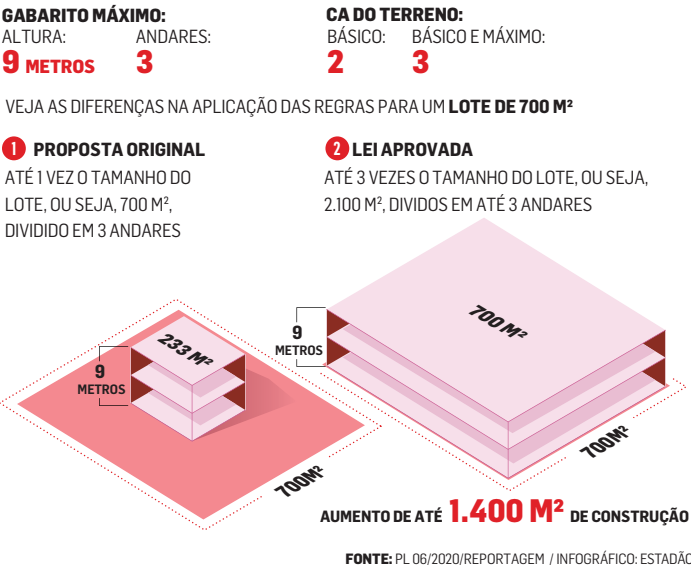 GABARITO MÁXIMO:
ALTURA: ANDARES:
9 METROS 3
CA DO TERRENO:
BÁSICO: BÁSICO E MÁXIMO:
2 3
VEJA AS DIFERENÇAS NA APLICAÇÃO DAS REGRAS PARA UM LOTE DE 700 M²
1 PROPOSTA ORIGINAL
ATÉ 1 VEZ O TAMANHO DO
LOTE, OU SEJA, 700 M²,
DIVIDIDO EM 3 ANDARES
2 LEI APROVADA
ATÉ 3 VEZES O TAMANHO DO LOTE, OU SEJA,
2.100 M², DIVIDOS EM ATÉ 3 ANDARES
233 M²
9
METROS
700M²
700 M²
9
METROS
700M²
AUMENTO DE ATÉ 1.400 M² DE CONSTRUÇÃO
FONTE: PL 06/2020/REPORTAGEM / INFOGRÁFICO: ESTADÃO